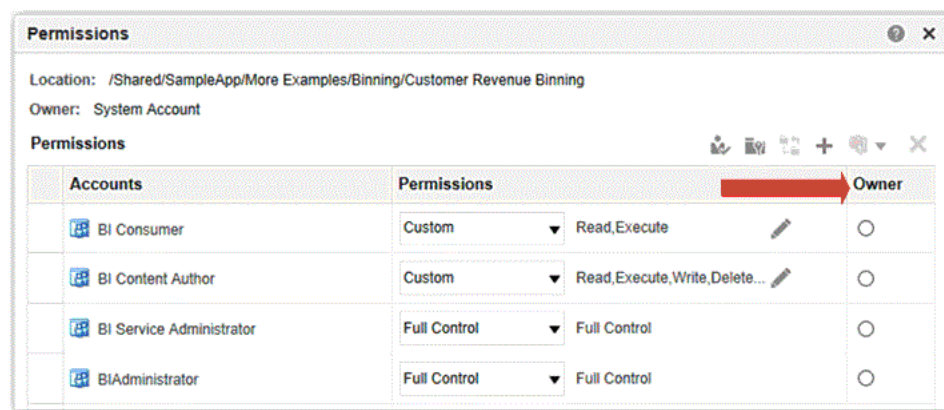 Permissions
Location: /Shared/SampleApp/More Examples/Binning/Customer Revenue Binning
Owner: System Account
Permissions
Accounts Permissions Owner
BI Consumer Custom Read,Execute
BI Content Author Custom Read,Execute,Write,Delete...
BI Service Administrator Full Control Full Control
BIAdministrator Full Control Full Control